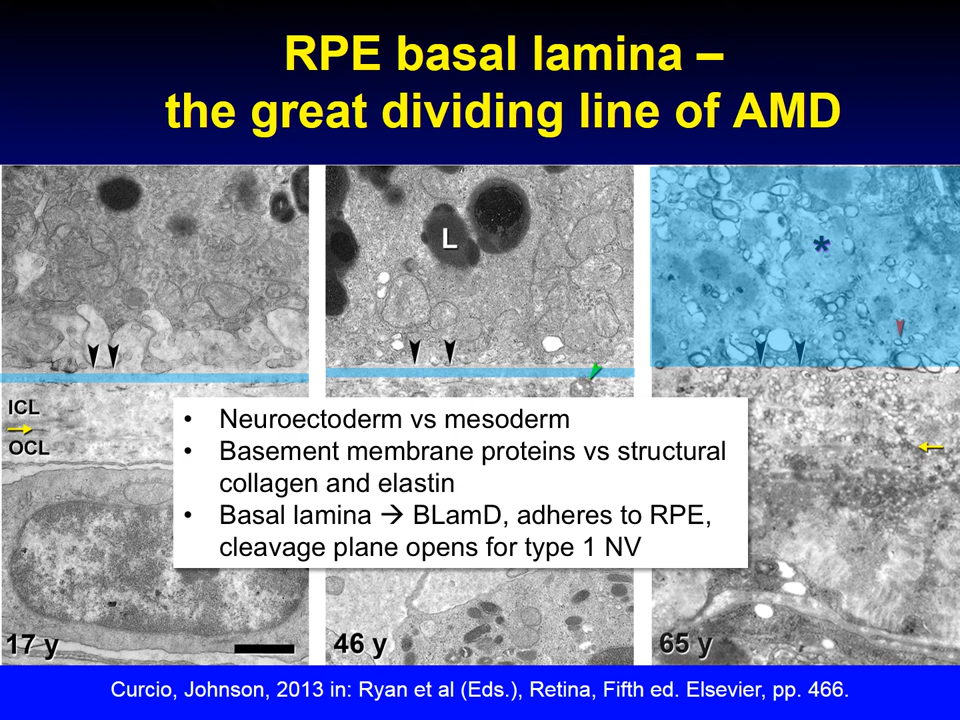 RPE basal lamina –
the great dividing line of AMD
L
*
ICL
OCL
• Neuroectoderm vs mesoderm
• Basement membrane proteins vs structural
collagen and elastin
• Basal lamina → BLamD, adheres to RPE,
cleavage plane opens for type 1 NV
17 y
46 y
65 y
Curcio, Johnson, 2013 in: Ryan et al (Eds.), Retina, Fifth ed. Elsevier, pp. 466.